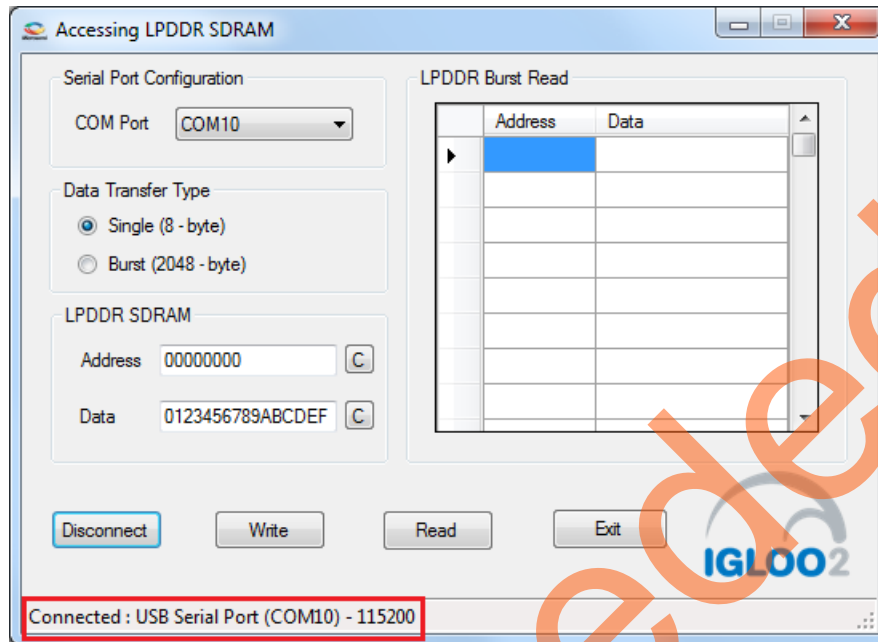 Accessing LPDDR SDRAM
Serial Port Configuration
COM Port COM10
Data Transfer Type
Single (8 - byte)
Burst (2048 - byte)
LPDDR SDRAM
Address 00000000 C
Data 0123456789ABCDEF C
LPDDR Burst Read
Address Data
Disconnect Write Read Exit
IGLOO2
Connected : USB Serial Port (COM10) - 115200